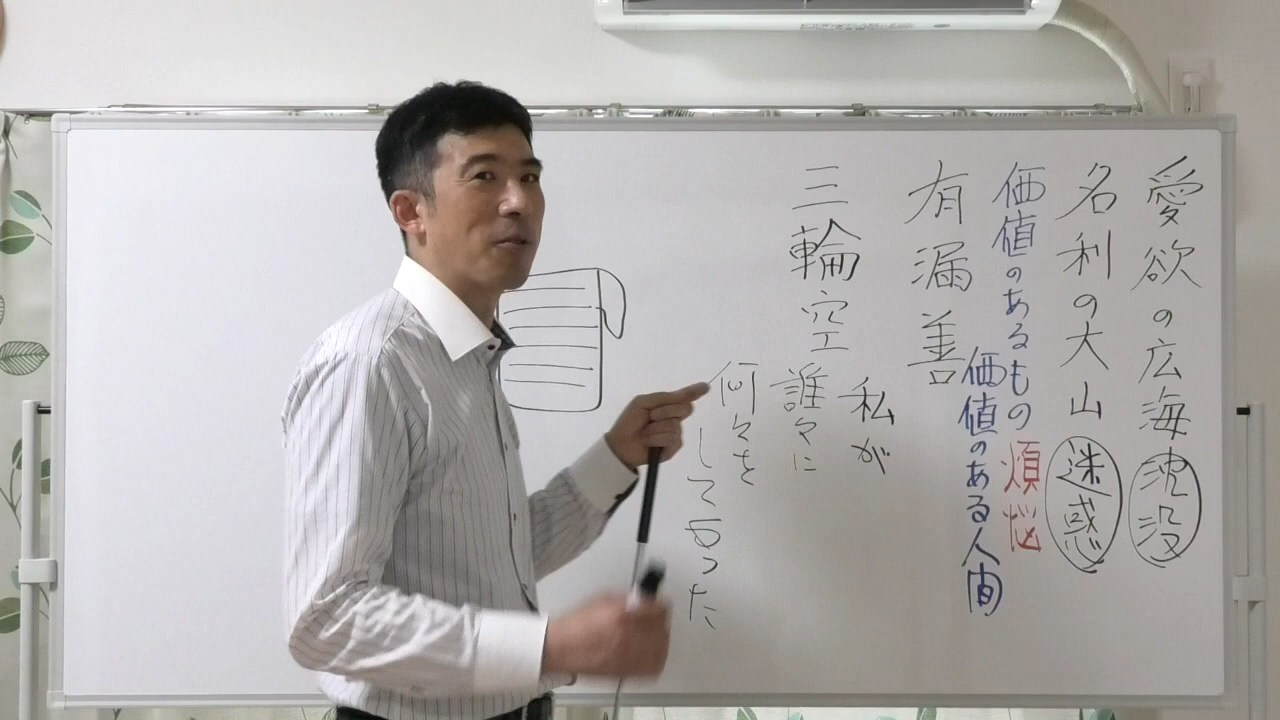 愛欲の広海沈没
名利の大山迷惑
価値のあるもの煩悩
価値のある人間
有漏善
三輪空
私が
誰々に
何々を
してあった